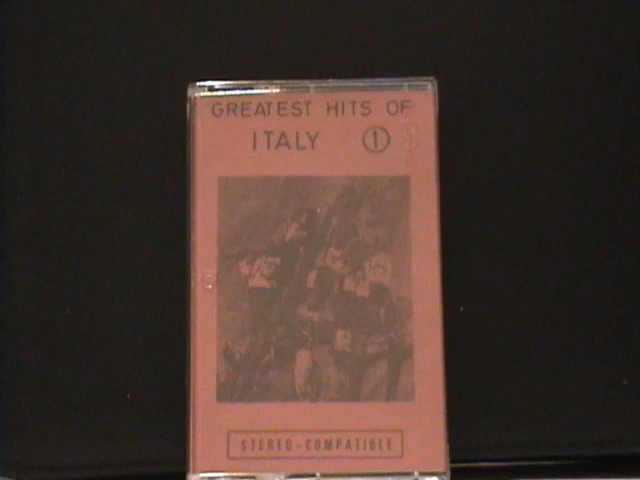 GREATEST HITS OF
ITALY ①
STEREO-COMPATIBLE